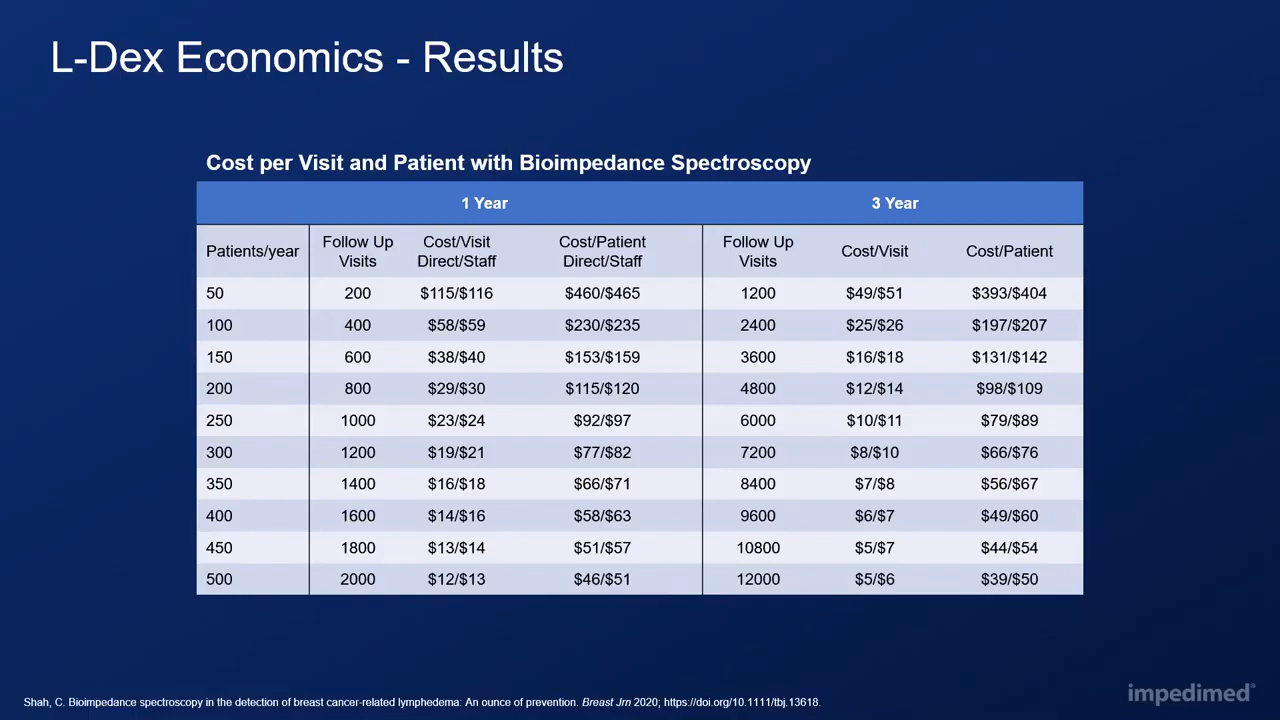 L-Dex Economics - Results
Cost per Visit and Patient with Bioimpedance Spectroscopy
1 Year 3 Year
Patients/year Follow Up Visits Cost/Visit Direct/Staff Cost/Patient Direct/Staff Follow Up Visits Cost/Visit Cost/Patient
50 200 $115/$116 $460/$465 1200 $49/$51 $393/$404
100 400 $58/$59 $230/$235 2400 $25/$26 $197/$207
150 600 $38/$40 $153/$159 3600 $16/$18 $131/$142
200 800 $29/$30 $115/$120 4800 $12/$14 $98/$109
250 1000 $23/$24 $92/$97 6000 $10/$11 $79/$89
300 1200 $19/$21 $77/$82 7200 $8/$10 $66/$76
350 1400 $16/$18 $66/$71 8400 $7/$8 $56/$67
400 1600 $14/$16 $58/$63 9600 $6/$7 $49/$60
450 1800 $13/$14 $51/$57 10800 $5/$7 $44/$54
500 2000 $12/$13 $46/$51 12000 $5/$6 $39/$50
Shah, C. Bioimpedance spectroscopy in the detection of breast cancer-related lymphedema: An ounce of prevention. Breast Jrn 2020; https://doi.org/10.1111/tbj.13618.
impedimed®